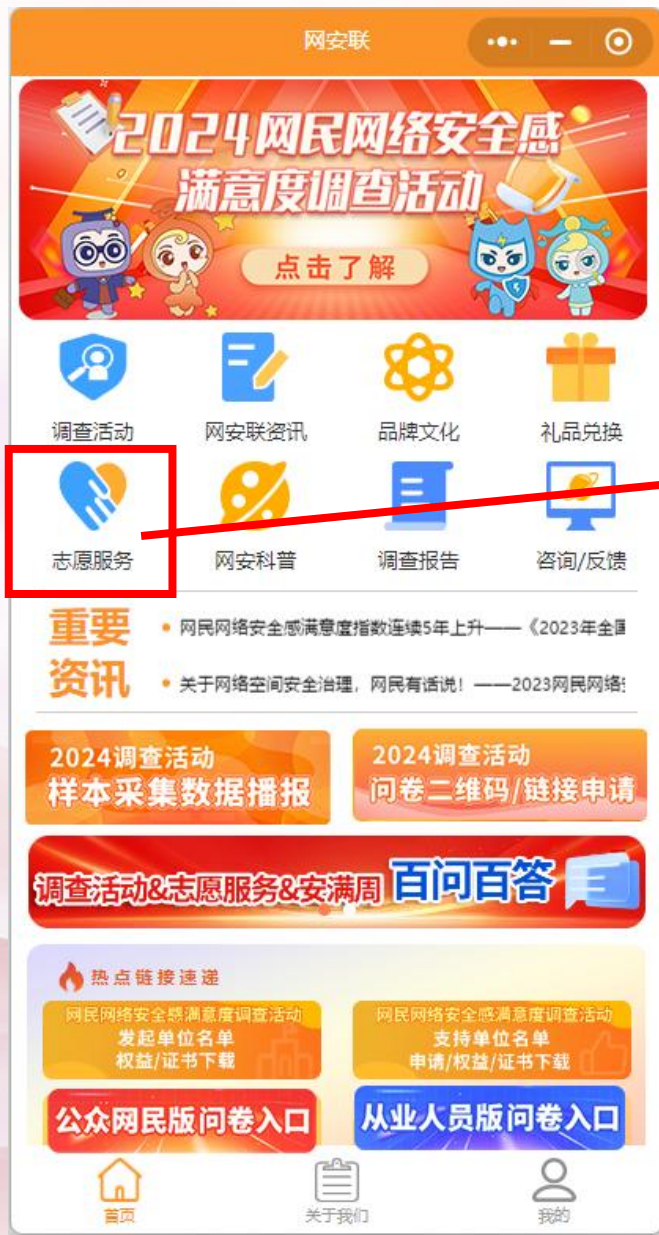 网安联
2024网民网络安全感
满意度调查活动
点击了解
调查活动 网安联资讯 品牌文化 礼品兑换
志愿服务 网安科普 调查报告 咨询/反馈
重要
资讯
• 网民网络安全感满意度指数连续5年上升——《2023年全国
• 关于网络空间安全治理，网民有话说！——2023网民网络
2024调查活动
样本采集数据播报
2024调查活动
问卷二维码/链接申请
调查活动&志愿服务&安满周 百问百答
热点链接速递
网民网络安全感满意度调查活动
发起单位名单
权益/证书下载
网民网络安全感满意度调查活动
支持单位名单
申请/权益/证书下载
公众网民版问卷入口
从业人员版问卷入口
首页 关于我们 我的